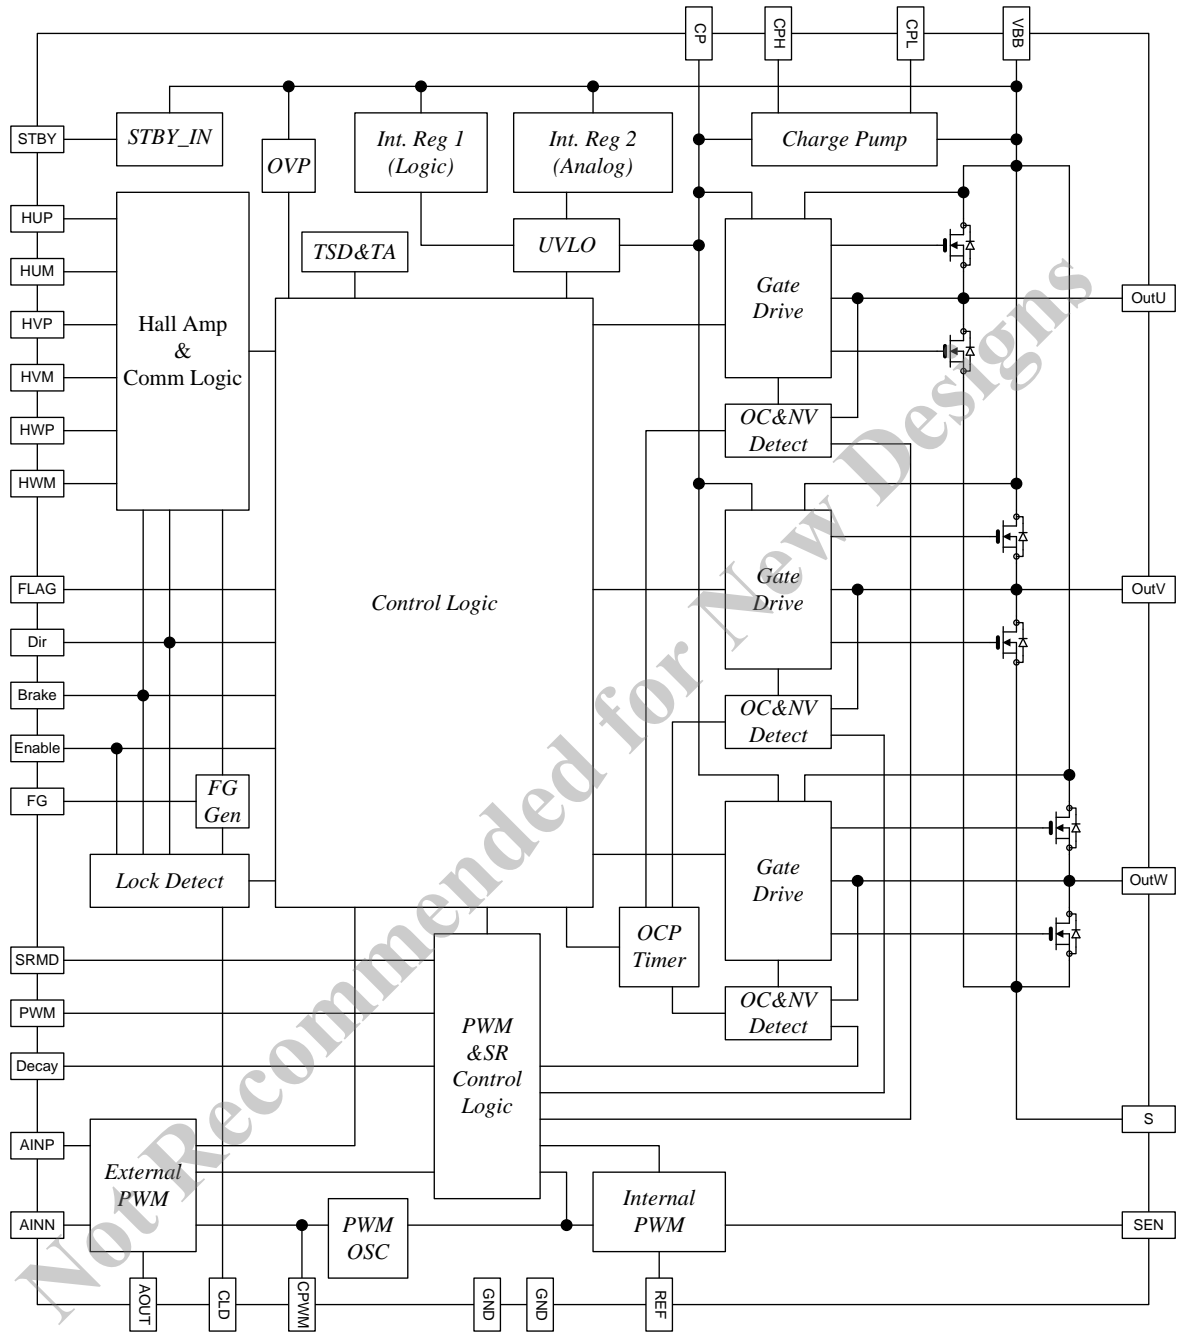 CP
CPH
CPL
VBB
STBY
STBY_IN
OVP
Int. Reg 1
(Logic)
Int. Reg 2
(Analog)
Charge Pump
HUP
HUM
HVP
HVM
HWP
HWM
Hall Amp
&
Comm Logic
TSD&TA
UVLO
Gate
Drive
OutU
OC&NV
Detect
FLAG
Dir
Brake
Enable
FG
Control Logic
Gate
Drive
OutV
OC&NV
Detect
FG
Gen
Lock Detect
Gate
Drive
OutW
OCP
Timer
OC&NV
Detect
SRMD
PWM
Decay
PWM
&SR
Control
Logic
AINP
AINN
External
PWM
PWM
OSC
Internal
PWM
S
SEN
AOUT
CLD
CPWM
GND
GND
REF
Not Recommended for New Designs